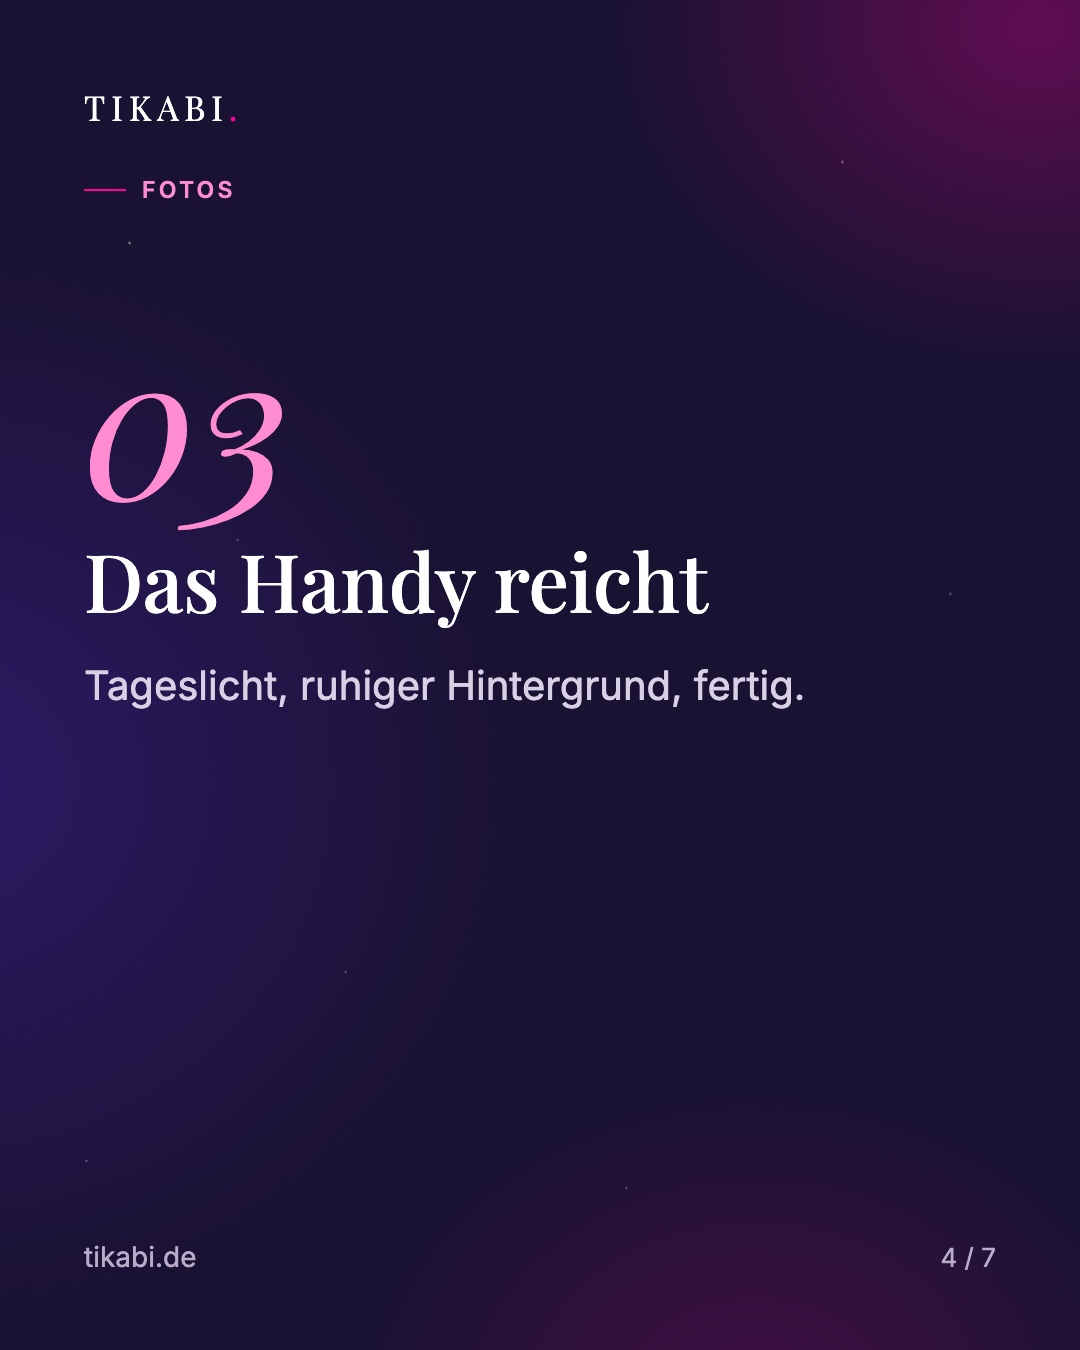 TIKABI.
FOTOS
03
Das Handy reicht
Tageslicht, ruhiger Hintergrund, fertig.
tikabi.de
4 / 7